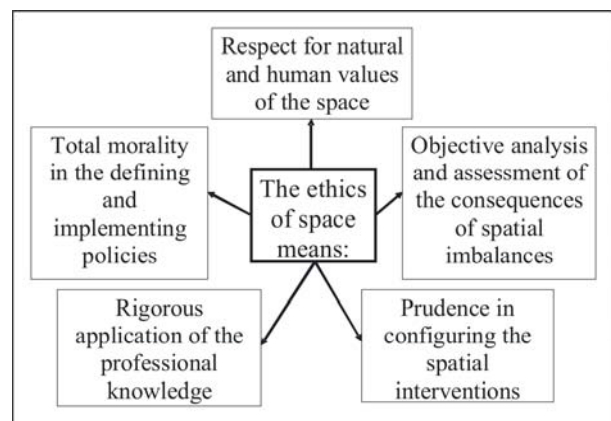 Respect for natural
and human values
of the space
Total morality
in the defining
and
implementing
policies
The ethics
of space
means:
Objective analysis
and assessment of
the consequences
of spatial
imbalances
Rigorous
application of the
professional
knowledge
Prudence in
configuring the
spatial
interventions